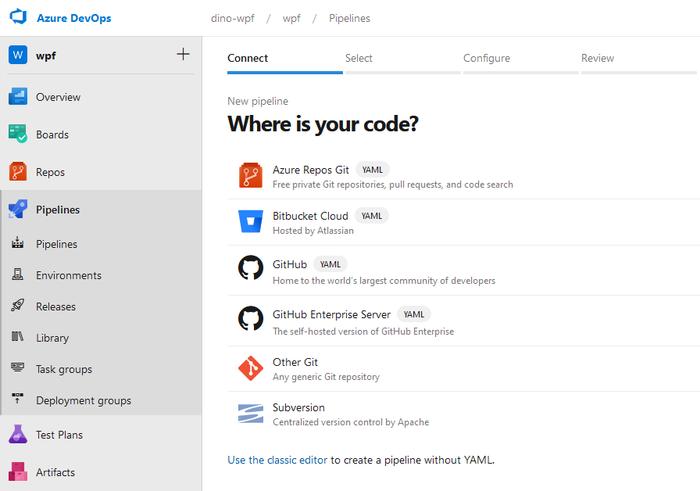 Azure DevOps
dino-wpf / wpf / Pipelines
W wpf
Overview
Boards
Repos
Pipelines
Pipelines
Environments
Releases
Library
Task groups
Deployment groups
Test Plans
Artifacts
Connect Select Configure Review
New pipeline
Where is your code?
Azure Repos Git YAML
Free private Git repositories, pull requests, and code search
Bitbucket Cloud YAML
Hosted by Atlassian
GitHub YAML
Home to the world's largest community of developers
GitHub Enterprise Server YAML
The self-hosted version of GitHub Enterprise
Other Git
Any generic Git repository
Subversion
Centralized version control by Apache
Use the classic editor to create a pipeline without YAML.